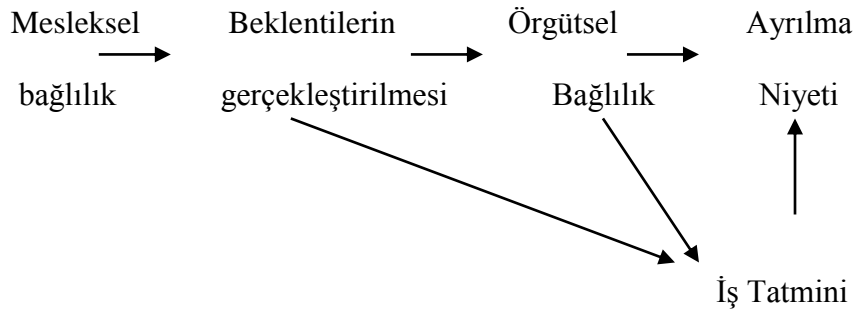 Mesleksel Beklentilerin Örgütsel Ayrılma
bağlılık gerçekleştirilmesi Bağlılık Niyeti
İş Tatmini